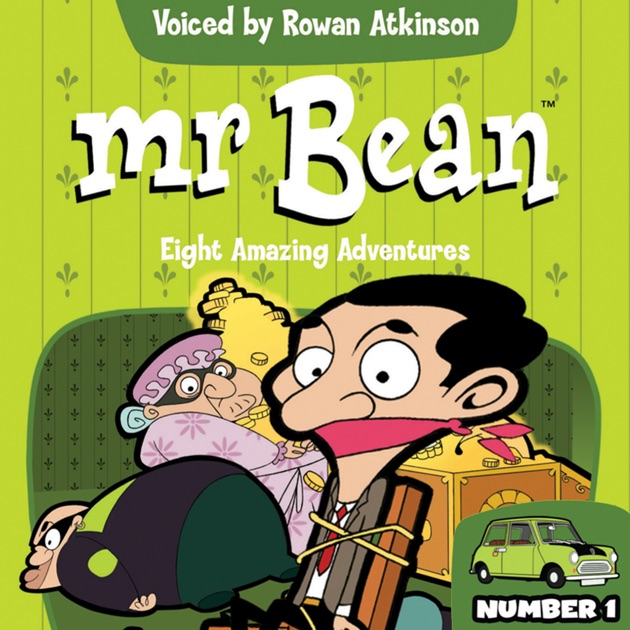 Voiced by Rowan Atkinson
mr Bean™
Eight Amazing Adventures
NUMBER 1